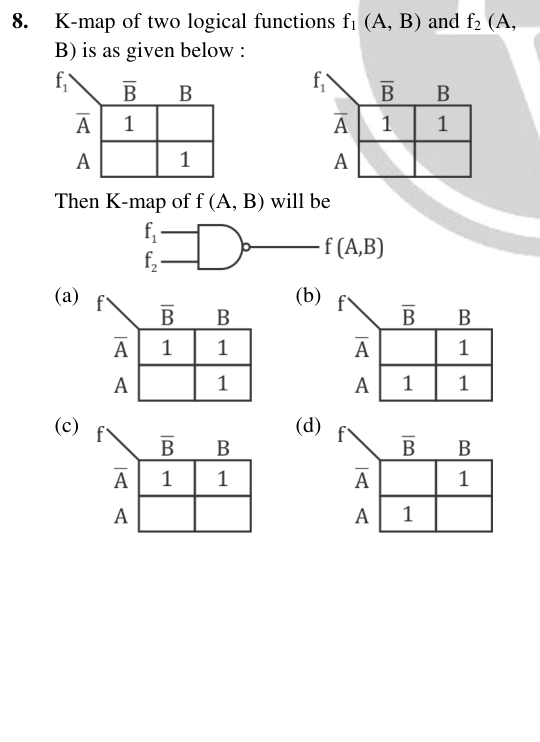 8. K-map of two logical functions f₁ (A, B) and f₂ (A,
B) is as given below :
f₁ B̅ B
A̅ 1
A 1
f₁ B̅ B
A̅ 1 1
A
Then K-map of f (A, B) will be
f₁
f₂
f (A,B)
(a) f B̅ B
A̅ 1 1
A 1
(b) f B̅ B
A̅ 1
A 1 1
(c) f B̅ B
A̅ 1 1
A
(d) f B̅ B
A̅ 1
A 1